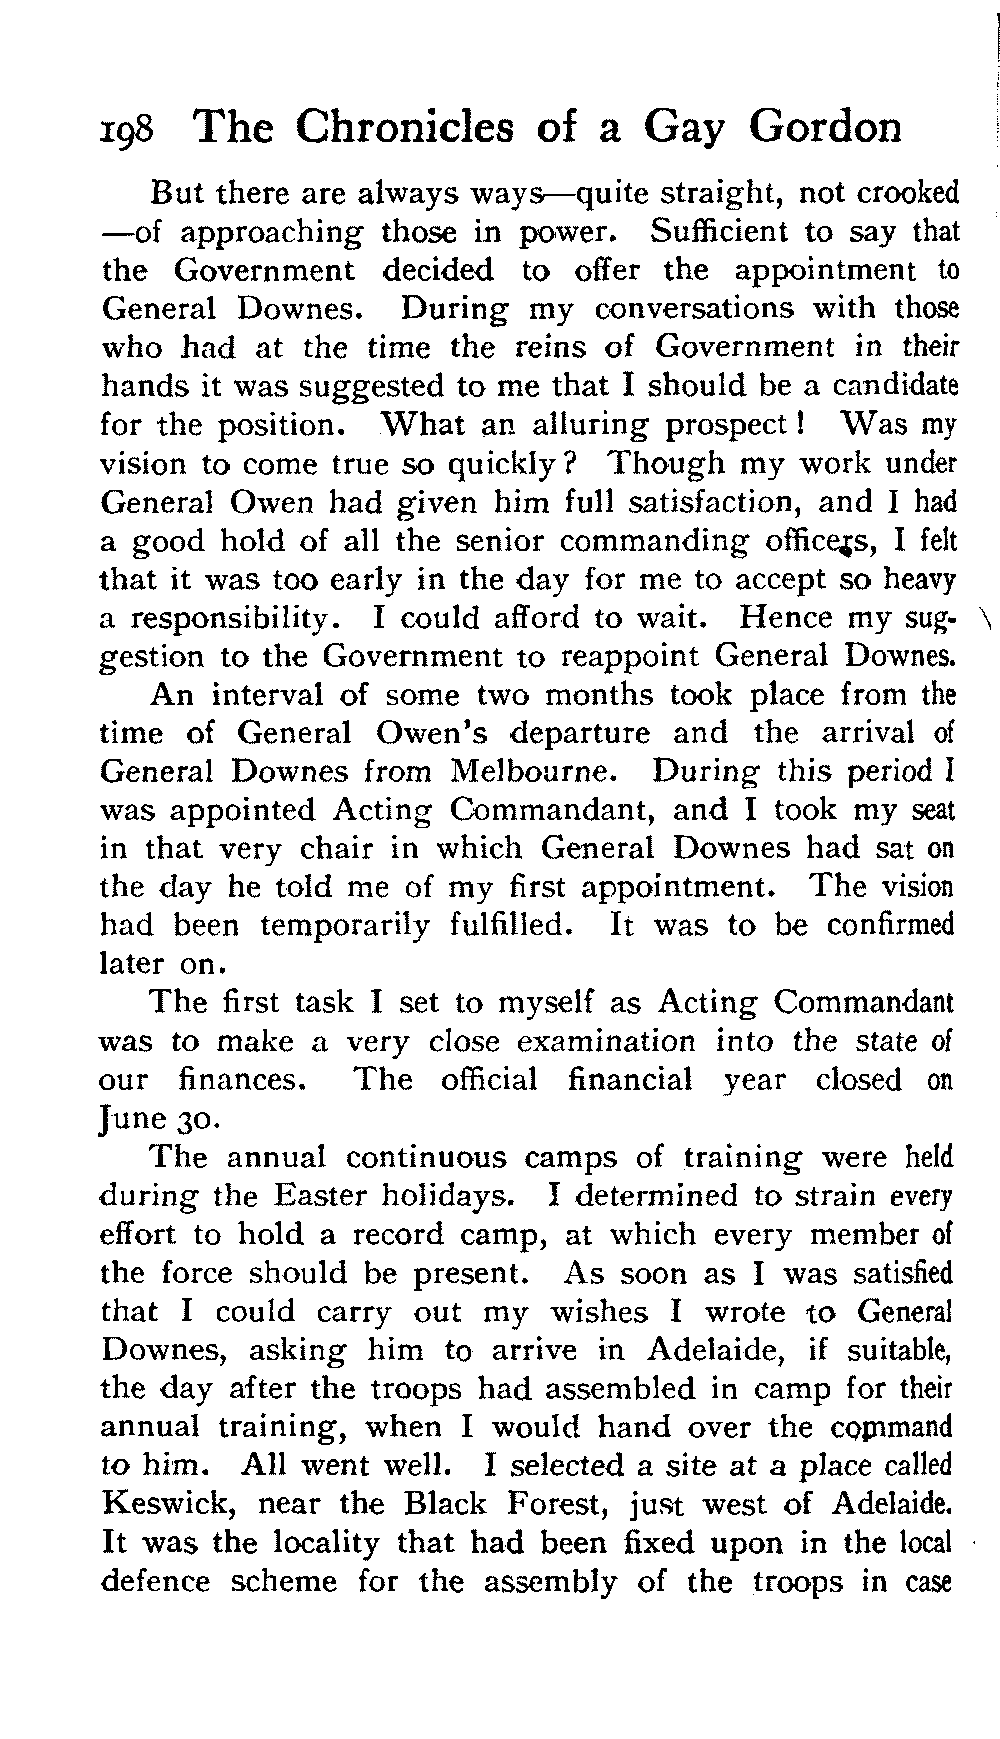 198 The Chronicles of a Gay Gordon
But there are always ways—quite straight, not crooked
—of approaching those in power. Sufficient to say that
the Government decided to offer the appointment to
General Downes. During my conversations with those
who had at the time the reins of Government in their
hands it was suggested to me that I should be a candidate
for the position. What an alluring prospect! Was my
vision to come true so quickly? Though my work under
General Owen had given him full satisfaction, and I had
a good hold of all the senior commanding officers, I felt
that it was too early in the day for me to accept so heavy
a responsibility. I could afford to wait. Hence my sug-
gestion to the Government to reappoint General Downes.
An interval of some two months took place from the
time of General Owen's departure and the arrival of
General Downes from Melbourne. During this period I
was appointed Acting Commandant, and I took my seat
in that very chair in which General Downes had sat on
the day he told me of my first appointment. The vision
had been temporarily fulfilled. It was to be confirmed
later on.
The first task I set to myself as Acting Commandant
was to make a very close examination into the state of
our finances. The official financial year closed on
June 30.
The annual continuous camps of training were held
during the Easter holidays. I determined to strain every
effort to hold a record camp, at which every member of
the force should be present. As soon as I was satisfied
that I could carry out my wishes I wrote to General
Downes, asking him to arrive in Adelaide, if suitable,
the day after the troops had assembled in camp for their
annual training, when I would hand over the command
to him. All went well. I selected a site at a place called
Keswick, near the Black Forest, just west of Adelaide.
It was the locality that had been fixed upon in the local
defence scheme for the assembly of the troops in case